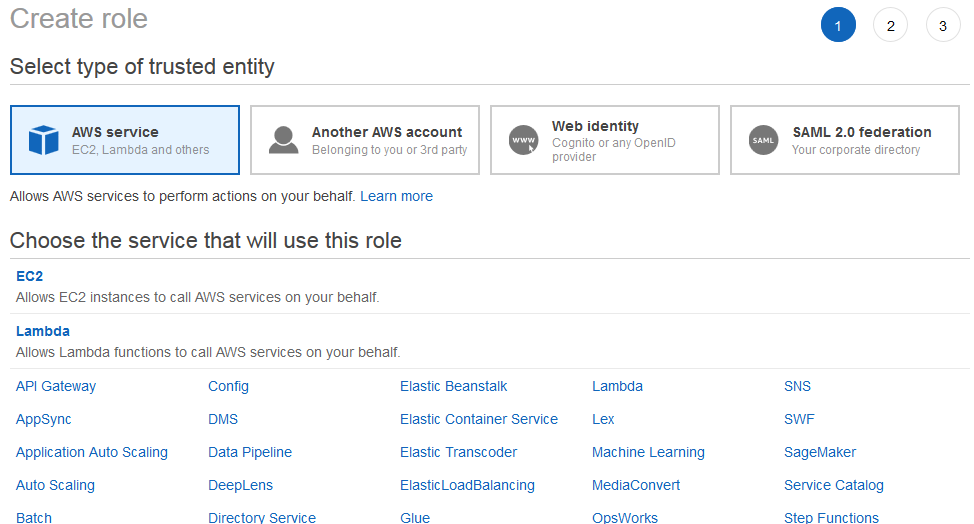 Create role
1 2 3
Select type of trusted entity
AWS service
EC2, Lambda and others
Another AWS account
Belonging to you or 3rd party
WWW
Web identity
Cognito or any OpenID
provider
SAML
SAML 2.0 federation
Your corporate directory
Allows AWS services to perform actions on your behalf. Learn more
Choose the service that will use this role
EC2
Allows EC2 instances to call AWS services on your behalf.
Lambda
Allows Lambda functions to call AWS services on your behalf.
API Gateway Config Elastic Beanstalk Lambda SNS
AppSync DMS Elastic Container Service Lex SWF
Application Auto Scaling Data Pipeline Elastic Transcoder Machine Learning SageMaker
Auto Scaling DeepLens ElasticLoadBalancing MediaConvert Service Catalog
Batch Directory Service Glue OpsWorks Step Functions